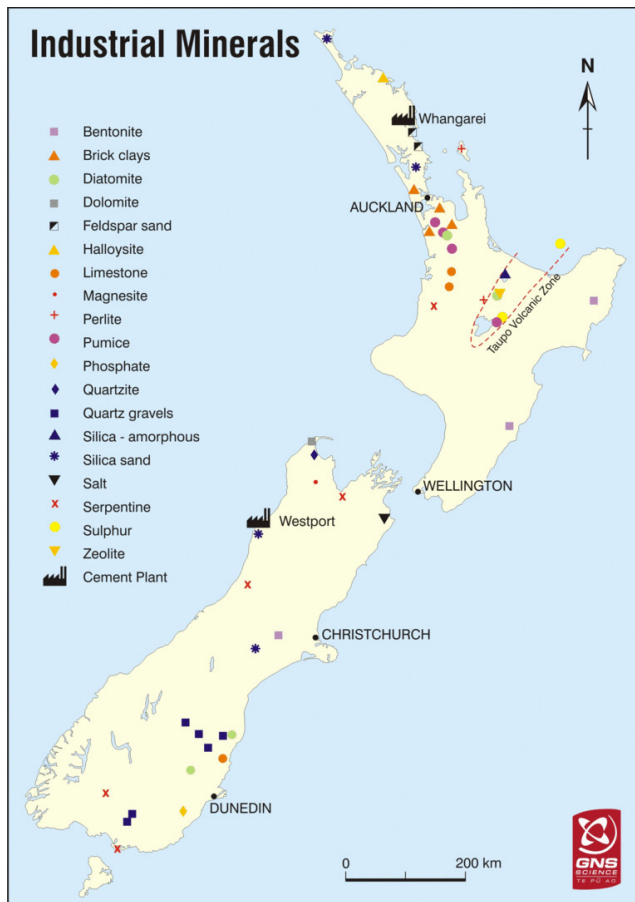 Industrial Minerals
N
Bentonite
Brick clays
Diatomite
Dolomite
Feldspar sand
Halloysite
Limestone
Magnesite
Perlite
Pumice
Phosphate
Quartzite
Quartz gravels
Silica - amorphous
Silica sand
Salt
Serpentine
Sulphur
Zeolite
Cement Plant
Whangarei
AUCKLAND
Taupo Volcanic Zone
WELLINGTON
Westport
CHRISTCHURCH
DUNEDIN
0 200 km
GNS
SCIENCE
TE PŪ AO